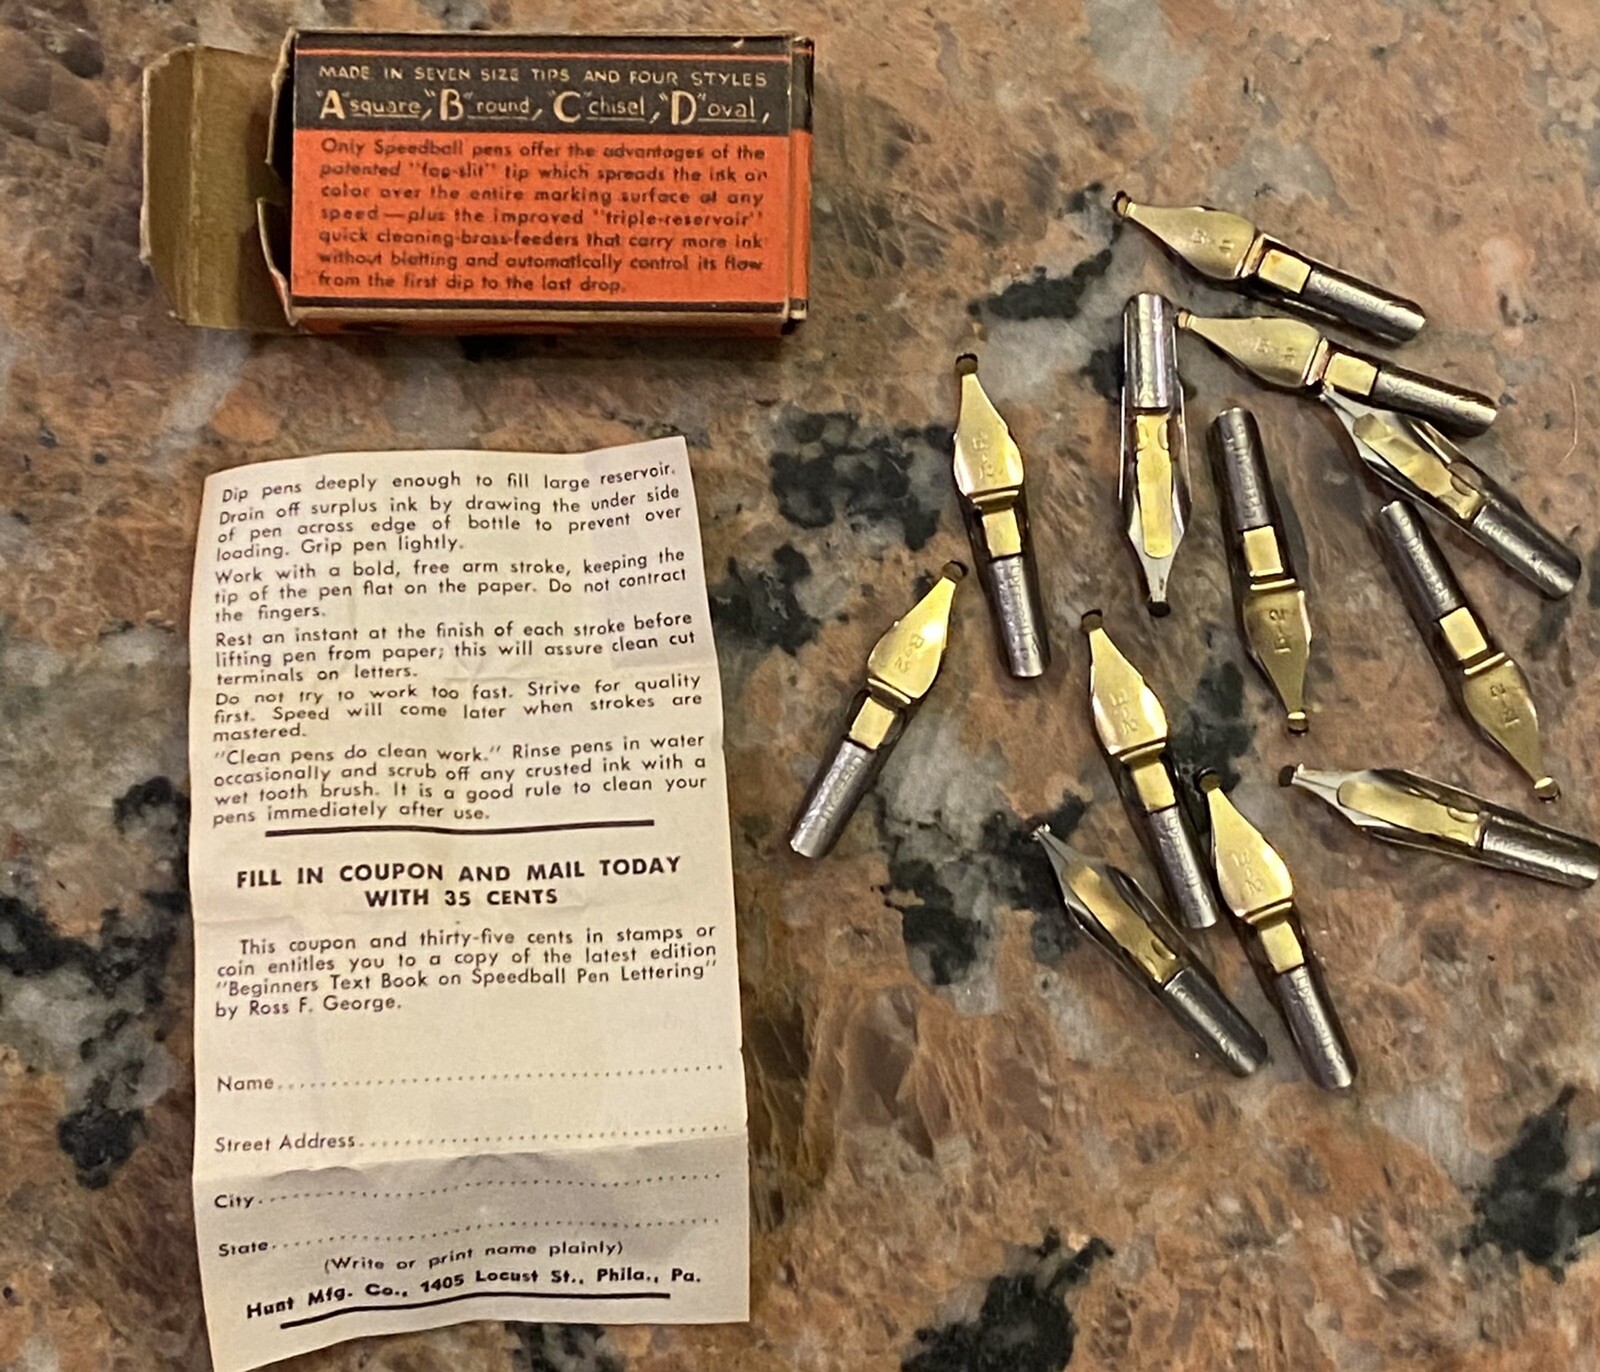 MADE IN SEVEN SIZE TIPS AND FOUR STYLES
"A" square, "B" round, "C" chisel, "D" oval,
Only Speedball pens offer the advantages of the
patented "fag-slit" tip which spreads the ink or
color over the entire marking surface at any
speed—plus the improved "triple-reservoir"
quick cleaning-brass-feeders that carry more ink
without blotting and automatically control its flow
from the first dip to the last drop.
Dip pens deeply enough to fill large reservoir.
Drain off surplus ink by drawing the under side
of pen across edge of bottle to prevent over
loading. Grip pen lightly.
Work with a bold, free arm stroke, keeping the
tip of the pen flat on the paper. Do not contract
the fingers.
Rest an instant at the finish of each stroke before
lifting pen from paper; this will assure clean cut
terminals on letters.
Do not try to work too fast. Strive for quality
first. Speed will come later when strokes are
mastered.
"Clean pens do clean work." Rinse pens in water
occasionally and scrub off any crusted ink with a
wet tooth brush. It is a good rule to clean your
pens immediately after use.
FILL IN COUPON AND MAIL TODAY
WITH 35 CENTS
This coupon and thirty-five cents in stamps or
coin entitles you to a copy of the latest edition
"Beginners Text Book on Speedball Pen Lettering"
by Ross F. George.
Name
Street Address
City
State
(Write or print name plainly)
Hunt Mfg. Co., 1405 Locust St., Phila., Pa.
B-2
B-2
B-2
B-2
B-2